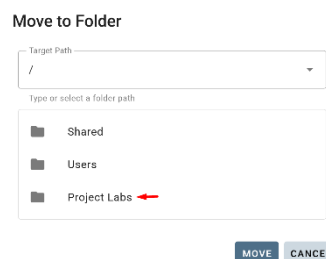 Move to Folder
Target Path
/
Type or select a folder path
Shared
Users
Project Labs
MOVE
CANCE